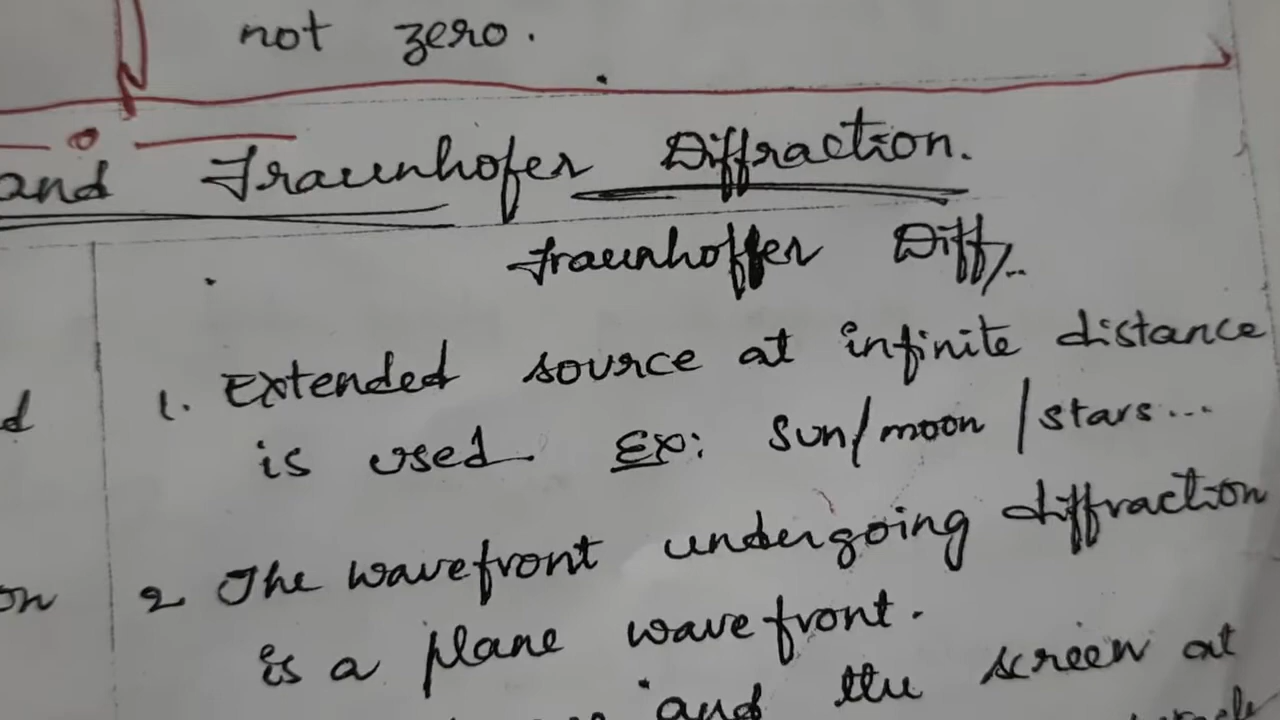 not zero.
and Fraunhofer Diffraction.
Fraunhoffer Diff..
1. Extended source at infinite distance
d
is used. Ex: Sun/moon/stars...
2 The wavefront undergoing diffraction
on
is a plane wavefront.
and the screen at